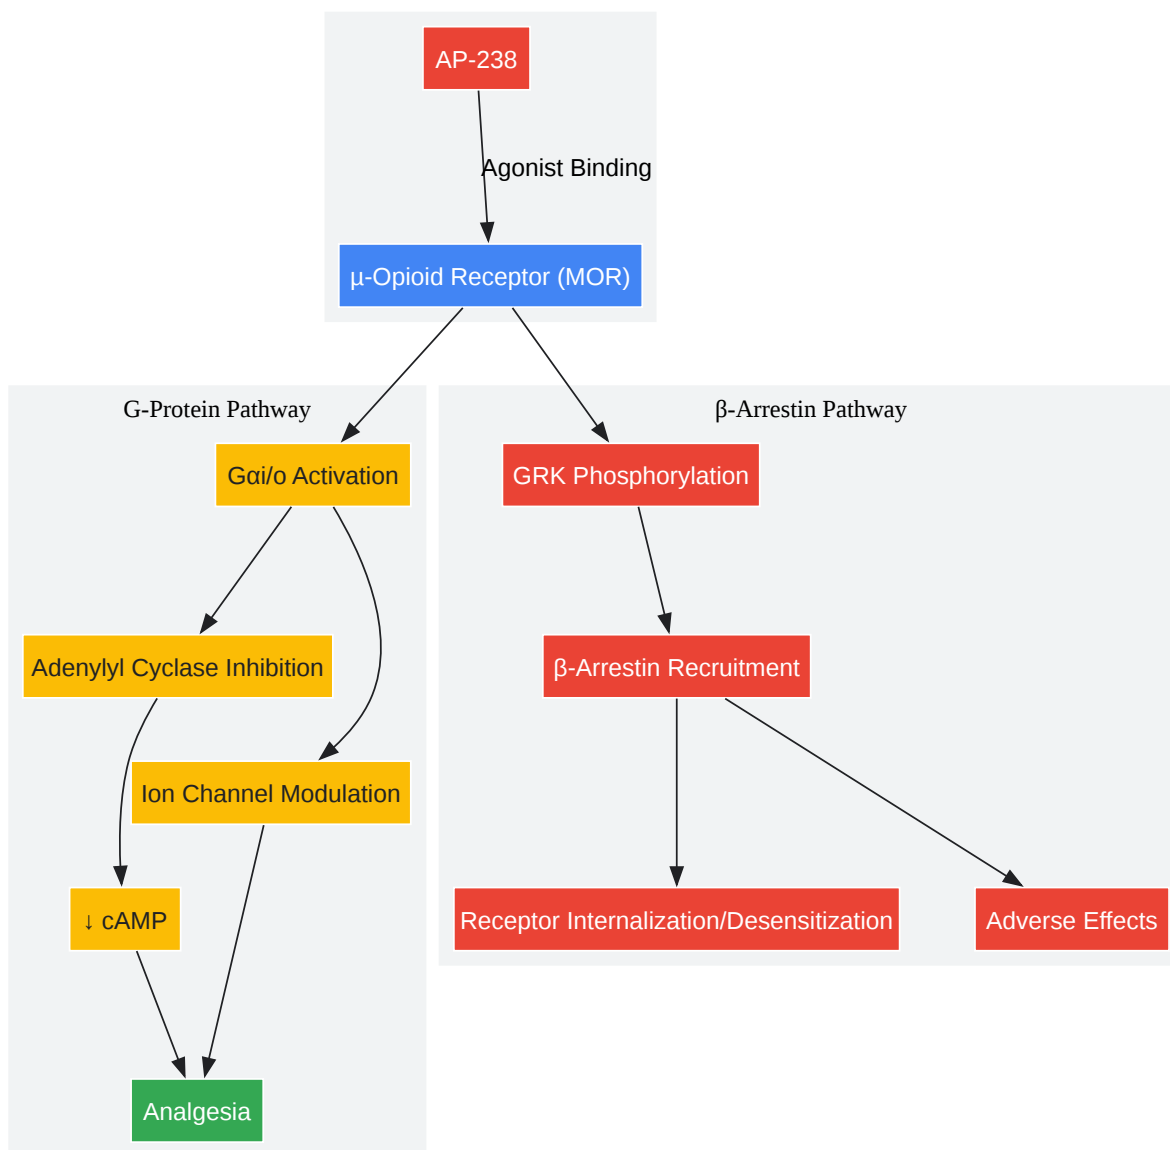 AP-238
Agonist Binding
µ-Opioid Receptor (MOR)
G-Protein Pathway
β-Arrestin Pathway
Gαi/o Activation
GRK Phosphorylation
Adenylyl Cyclase Inhibition
β-Arrestin Recruitment
Ion Channel Modulation
↓ cAMP
Receptor Internalization/Desensitization
Adverse Effects
Analgesia